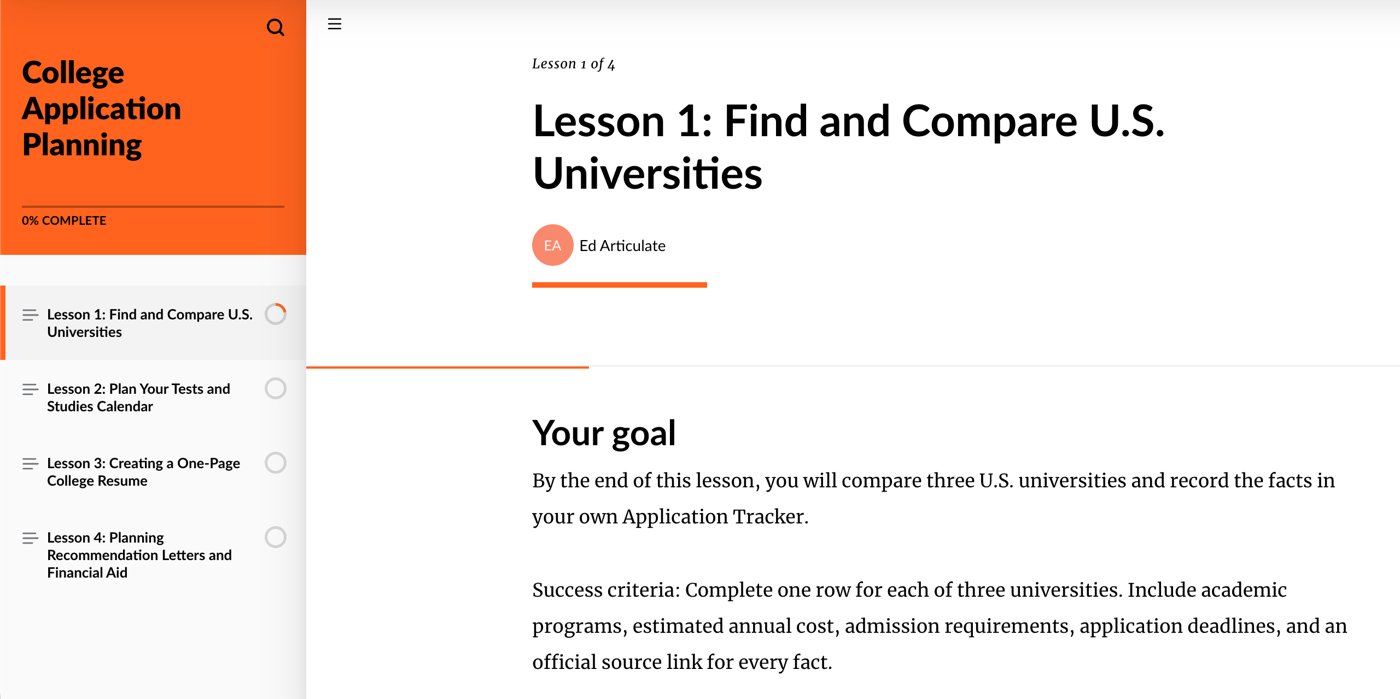 College
Application
Planning
0% COMPLETE
Lesson 1: Find and Compare U.S.
Universities
Lesson 2: Plan Your Tests and
Studies Calendar
Lesson 3: Creating a One-Page
College Resume
Lesson 4: Planning
Recommendation Letters and
Financial Aid
Lesson 1 of 4
Lesson 1: Find and Compare U.S.
Universities
EA
Ed Articulate
Your goal
By the end of this lesson, you will compare three U.S. universities and record the facts in
your own Application Tracker.
Success criteria: Complete one row for each of three universities. Include academic
programs, estimated annual cost, admission requirements, application deadlines, and an
official source link for every fact.